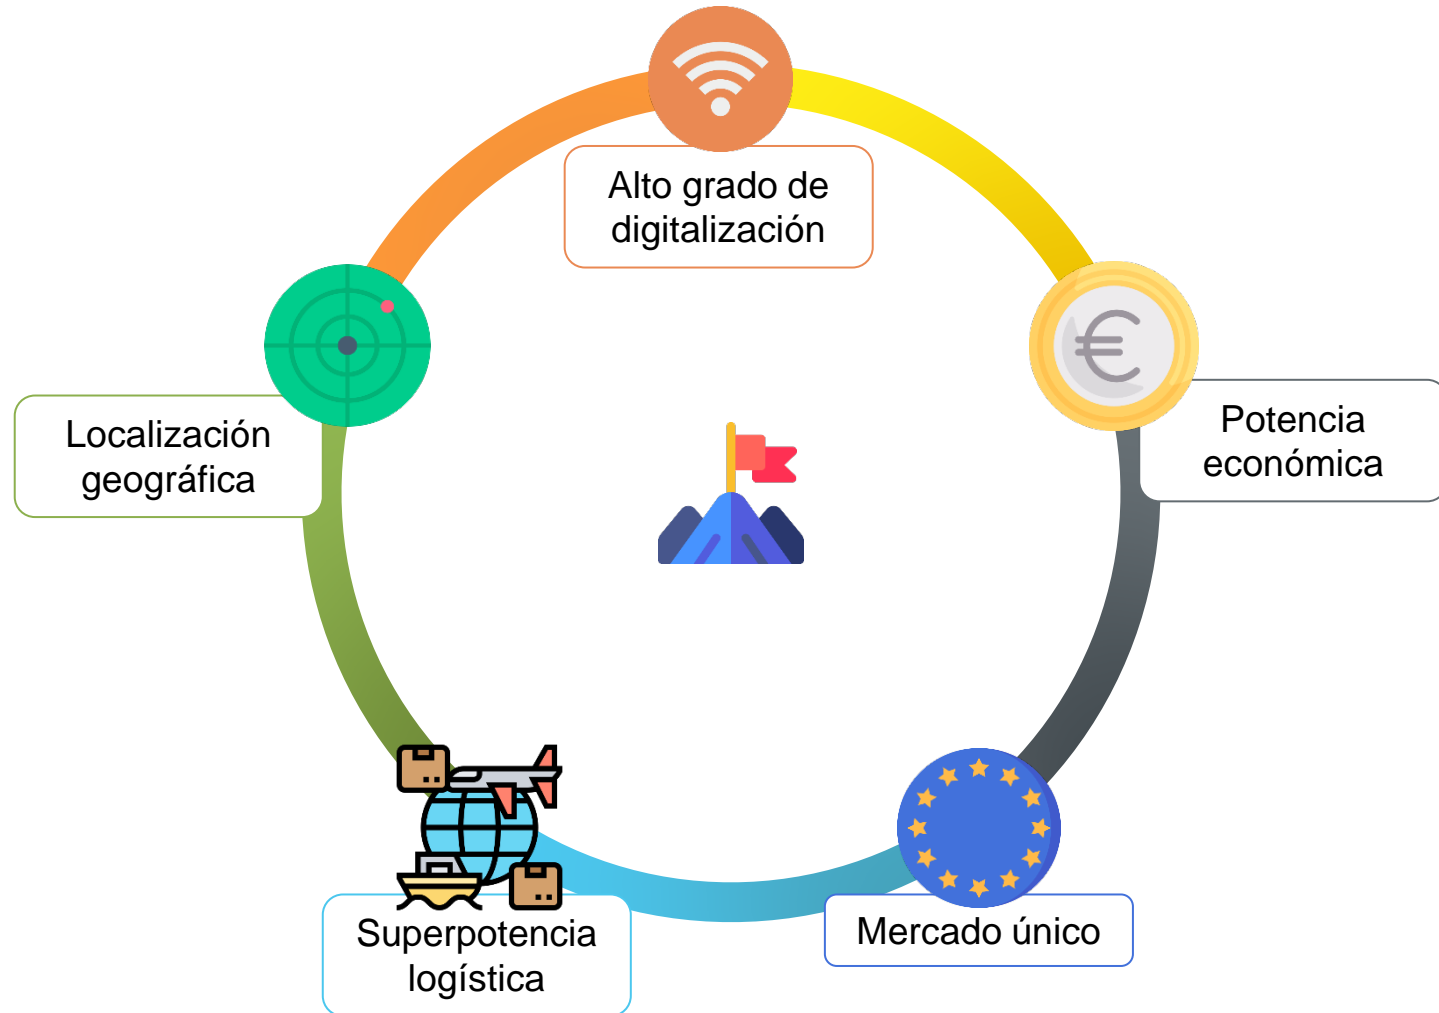 Alto grado de
digitalización
Localización
geográfica
Potencia
económica
Superpotencia
logística
Mercado único